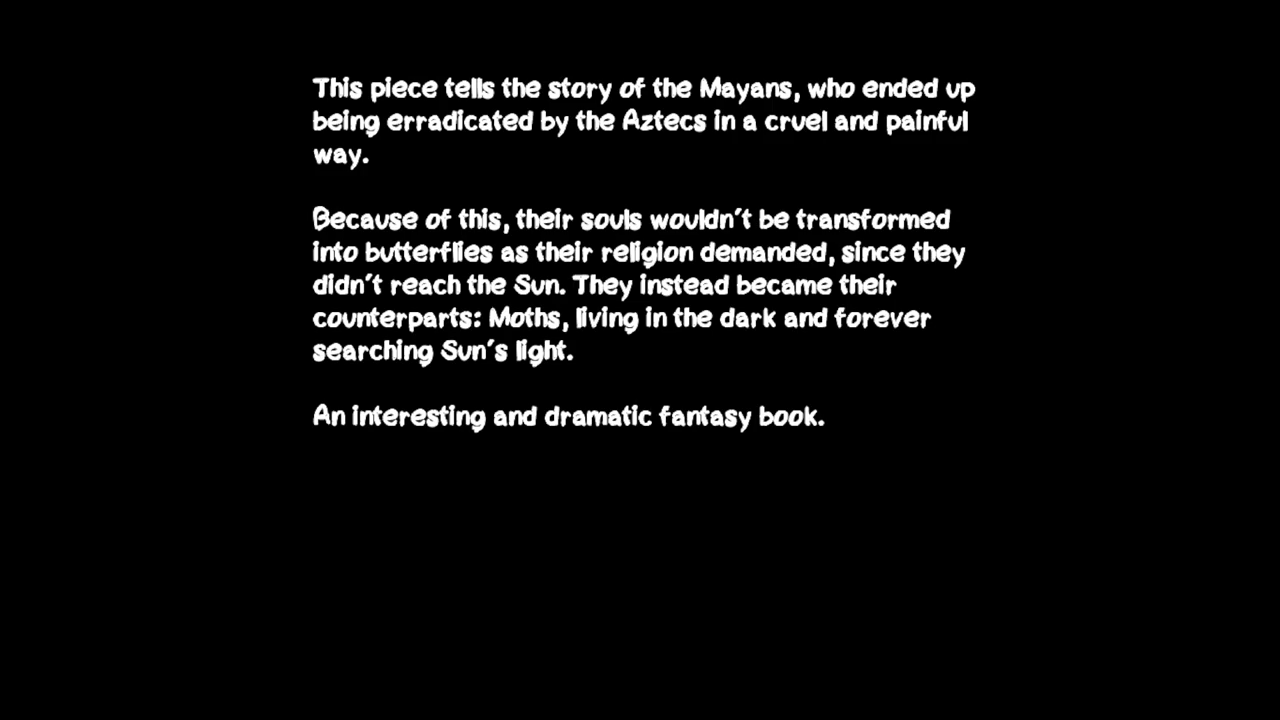 This piece tells the story of the Mayans, who ended up
being erradicated by the Aztecs in a cruel and painful
way.
Because of this, their souls wouldn't be transformed
into butterflies as their religion demanded, since they
didn't reach the Sun. They instead became their
counterparts: Moths, living in the dark and forever
searching Sun's light.
An interesting and dramatic fantasy book.